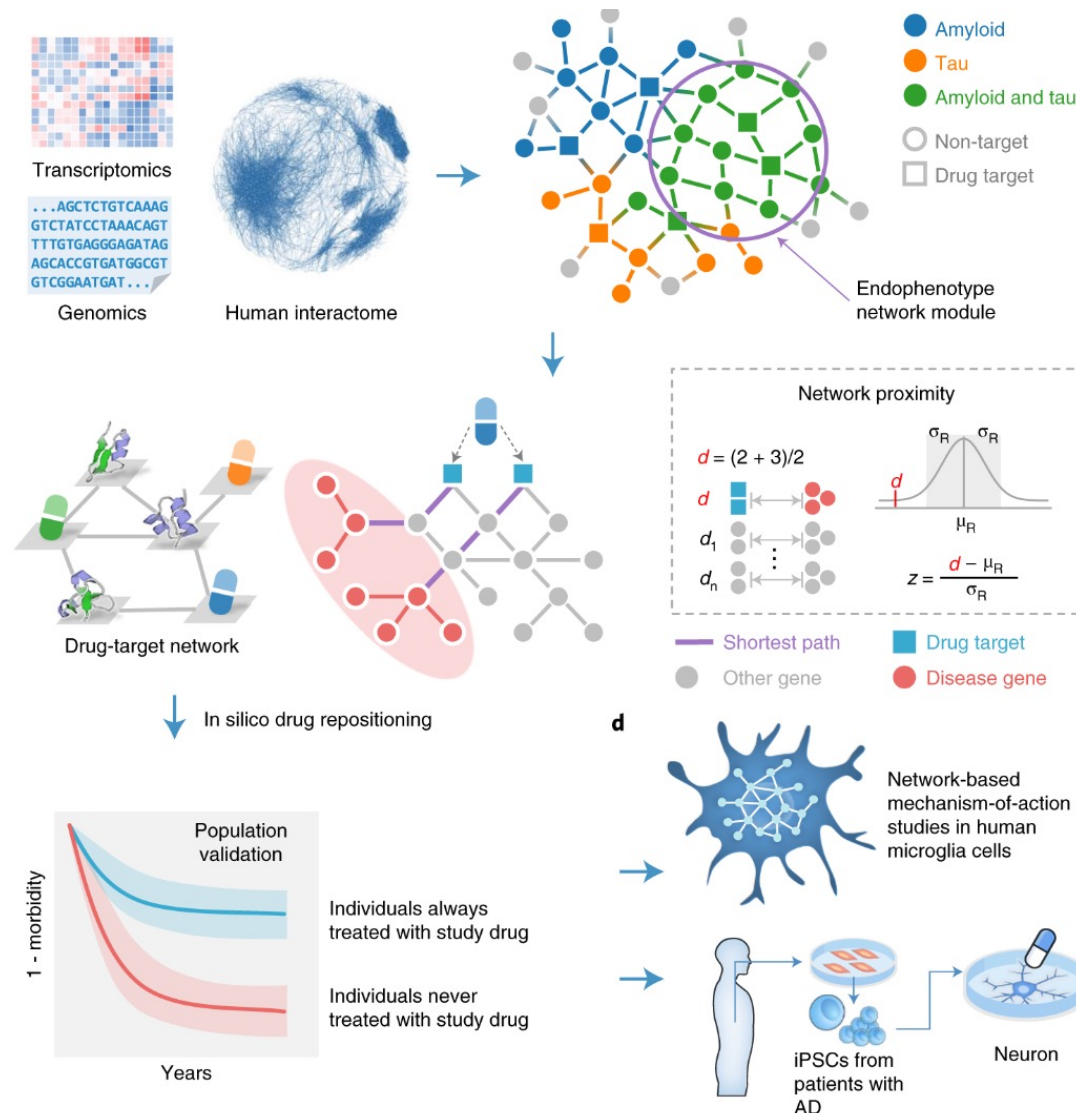 Transcriptomics
...AGCTCTGTCAAAG
GTCTATCCTAAACAGT
TTTGTGAGGGAGATAG
AGCACCGTGATGGCGT
GTCGGAATGAT...
Genomics
Human interactome
Amyloid
Tau
Amyloid and tau
Non-target
Drug target
Endophenotype
network module
Drug-target network
Network proximity
d = (2 + 3)/2
d
d1
⋮
dn
σR
σR
d
μR
z = (d − μR)/σR
Shortest path
Drug target
Other gene
Disease gene
In silico drug repositioning
Population
validation
1 - morbidity
Years
Individuals always
treated with study drug
Individuals never
treated with study drug
d
Network-based
mechanism-of-action
studies in human
microglia cells
iPSCs from
patients with
AD
Neuron